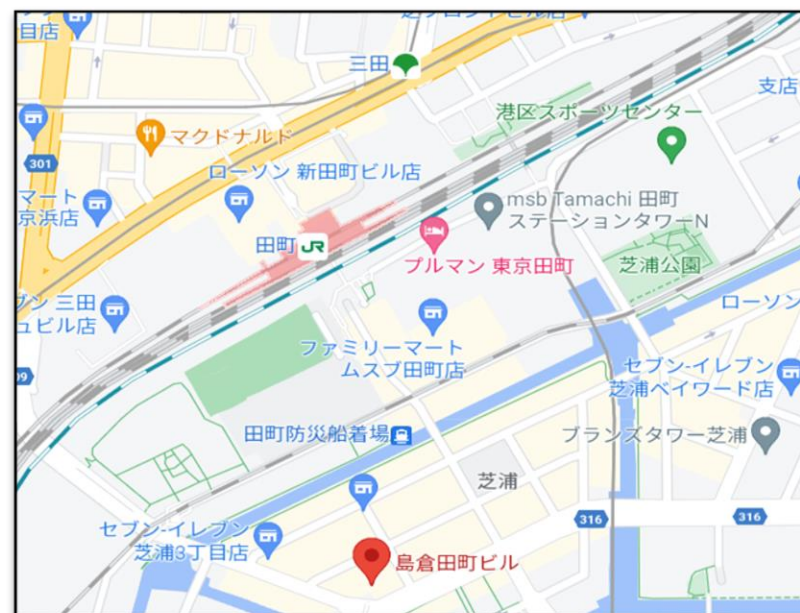 目店
三田
支店
港区スポーツセンター
マクドナルド
301
ローソン 新田町ビル店
マート
京浜店
msb Tamachi 田町
ステーションタワーN
田町 JR
プルマン 東京田町
芝浦公園
ブン 三田
ュビル店
ローソン
ファミリーマート
ムスブ田町店
セブン-イレブン
芝浦ベイワード店
09
田町防災船着場
ブランズタワー芝浦
芝浦
316
316
セブン-イレブン
芝浦3丁目店
島倉田町ビル